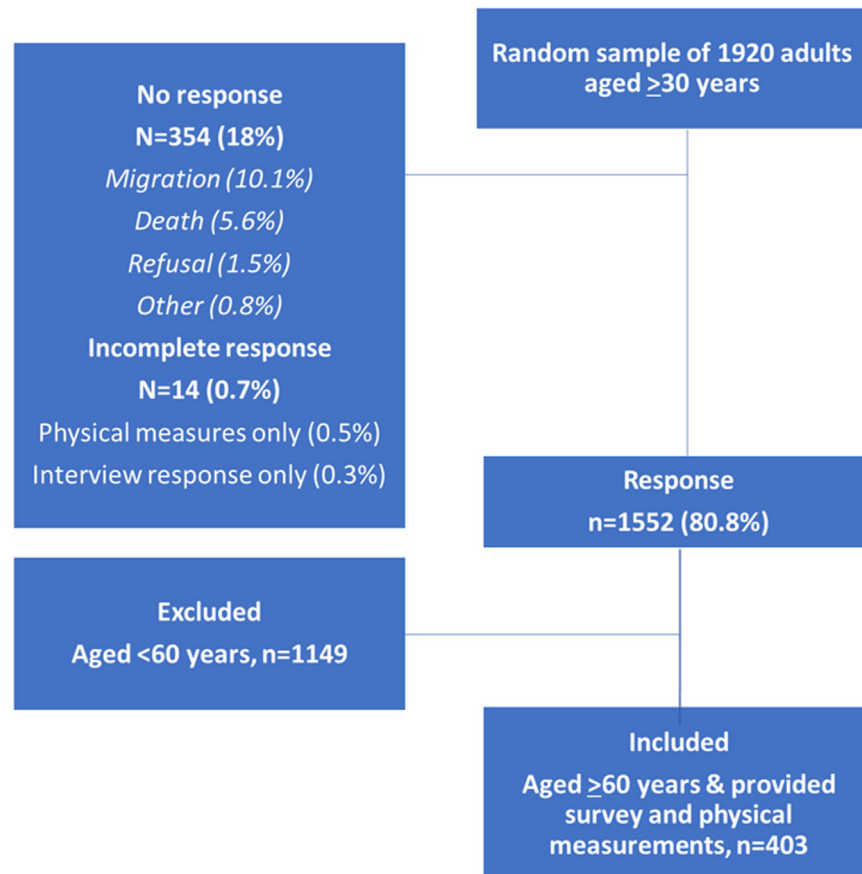 Random sample of 1920 adults
aged ≥30 years
No response
N=354 (18%)
Migration (10.1%)
Death (5.6%)
Refusal (1.5%)
Other (0.8%)
Incomplete response
N=14 (0.7%)
Physical measures only (0.5%)
Interview response only (0.3%)
Response
n=1552 (80.8%)
Excluded
Aged <60 years, n=1149
Included
Aged ≥60 years & provided
survey and physical
measurements, n=403